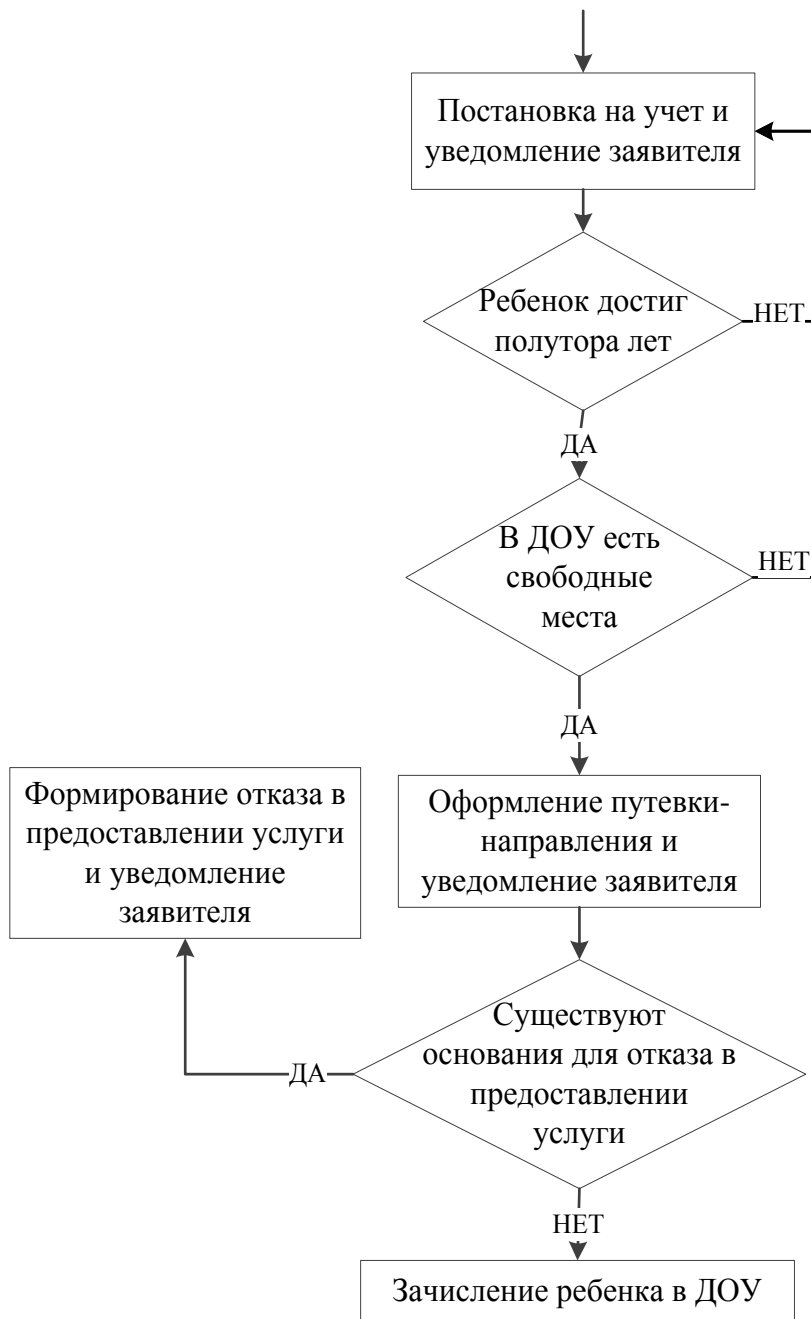 Постановка на учет и
уведомление заявителя
Ребенок достиг
полутора лет
НЕТ
ДА
В ДОУ есть
свободные
места
НЕТ
ДА
Формирование отказа в
предоставлении услуги
и уведомление
заявителя
Оформление путевки-
направления и
уведомление заявителя
Существуют
основания для отказа в
предоставлении
услуги
ДА
НЕТ
Зачисление ребенка в ДОУ